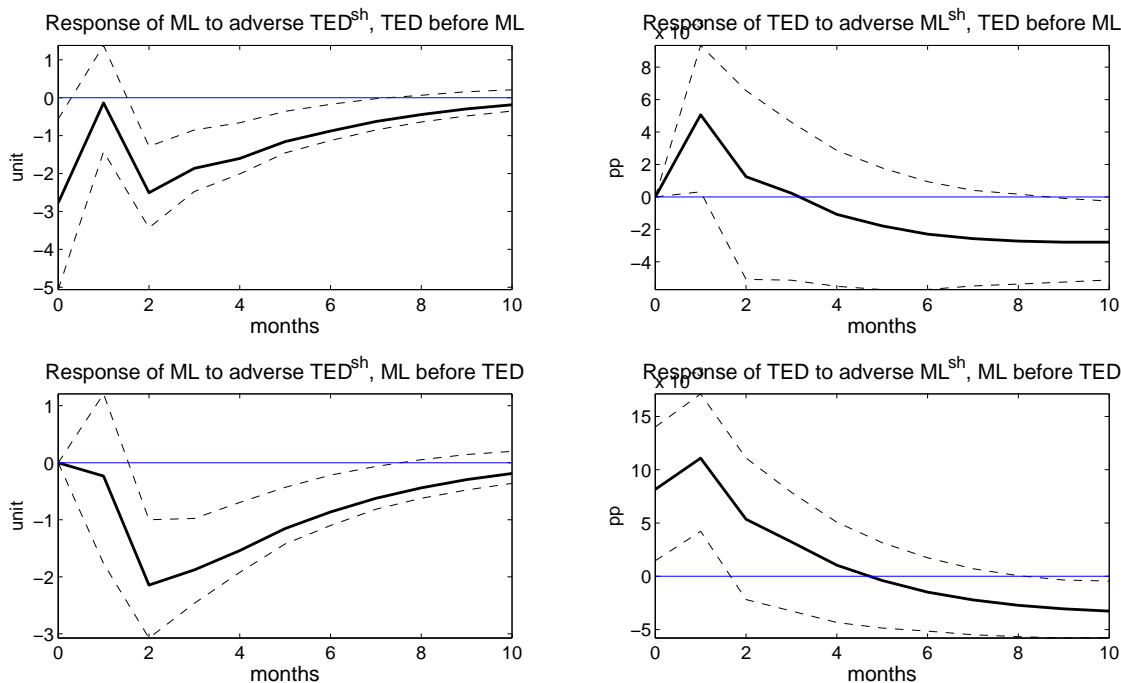 Response of ML to adverse TED^sh, TED before ML
1
0
−1
−2
−3
−4
−5
unit
0 2 4 6 8 10
months
Response of TED to adverse ML^sh, TED before ML
x 10^-3
8
6
4
2
0
−2
−4
pp
0 2 4 6 8 10
months
Response of ML to adverse TED^sh, ML before TED
1
0
−1
−2
−3
unit
0 2 4 6 8 10
months
Response of TED to adverse ML^sh, ML before TED
x 10^-3
15
10
5
0
−5
pp
0 2 4 6 8 10
months